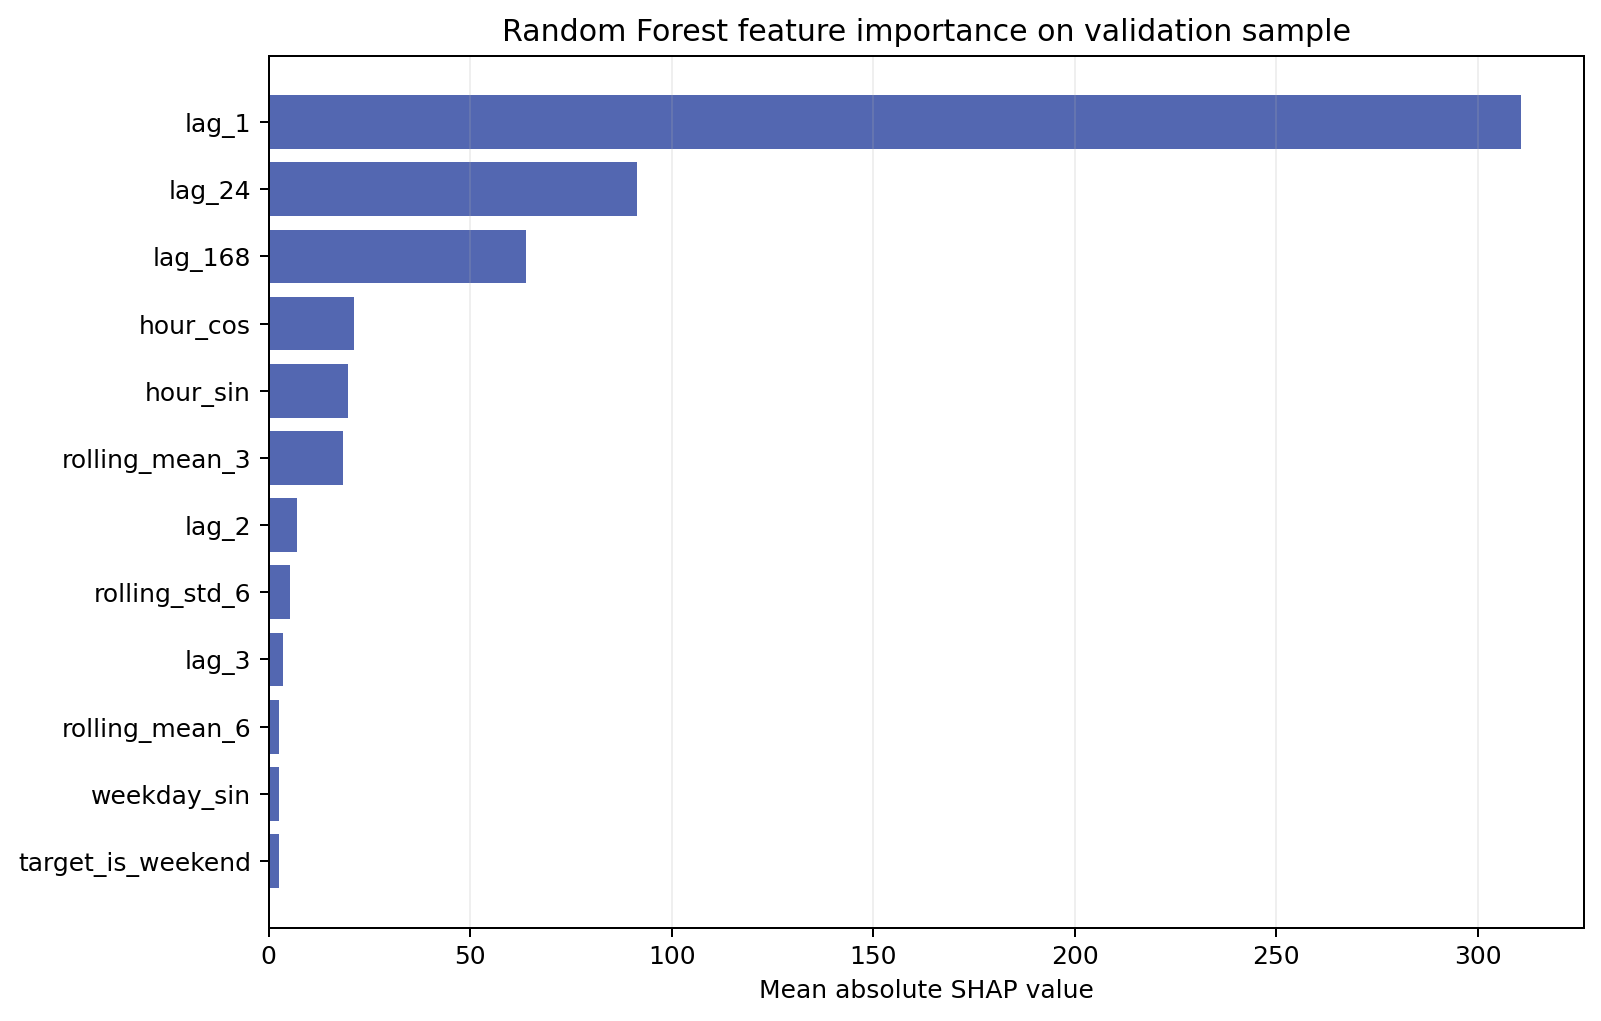 Random Forest feature importance on validation sample
lag_1
lag_24
lag_168
hour_cos
hour_sin
rolling_mean_3
lag_2
rolling_std_6
lag_3
rolling_mean_6
weekday_sin
target_is_weekend
0 50 100 150 200 250 300
Mean absolute SHAP value